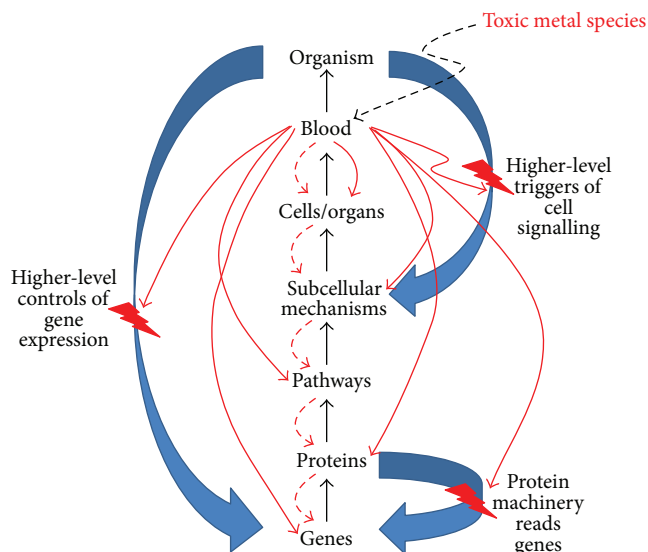 Toxic metal species
Organism
Blood
Higher-level
triggers of
cell
signalling
Cells/organs
Higher-level
controls of
gene
expression
Subcellular
mechanisms
Pathways
Proteins
Protein
machinery
reads
genes
Genes